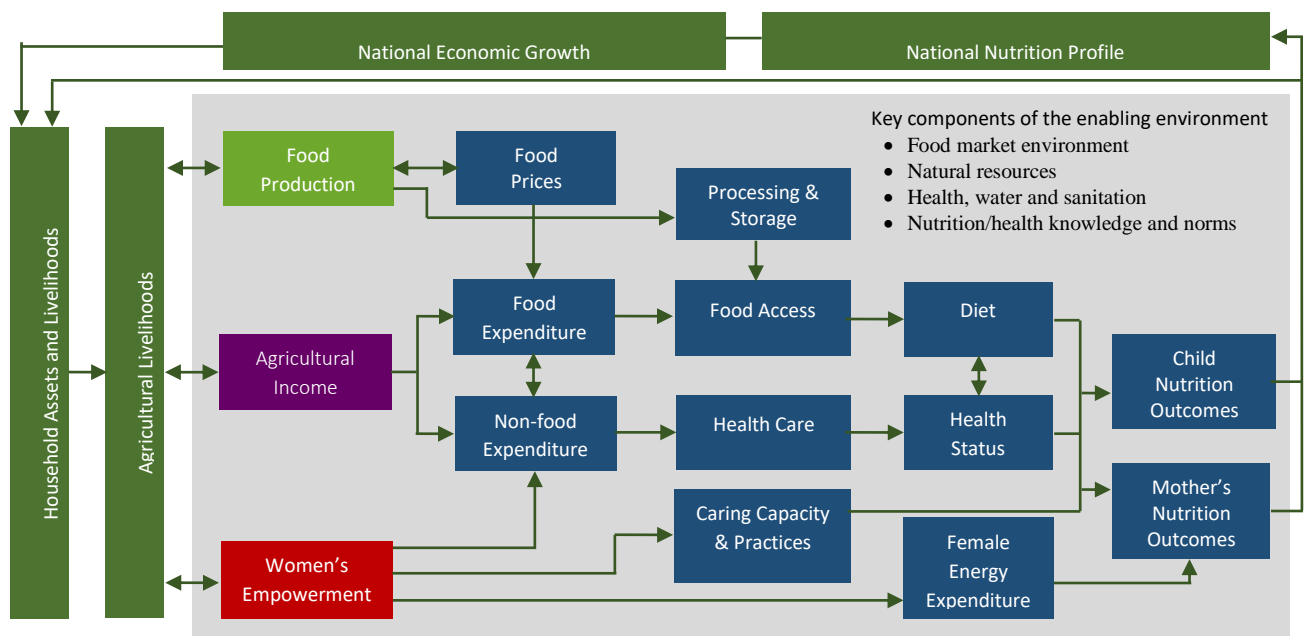 National Economic Growth
National Nutrition Profile
Key components of the enabling environment
• Food market environment
• Natural resources
• Health, water and sanitation
• Nutrition/health knowledge and norms
Household Assets and Livelihoods
Agricultural Livelihoods
Food
Production
Food
Prices
Processing &
Storage
Food
Expenditure
Food Access
Diet
Agricultural
Income
Child
Nutrition
Outcomes
Non-food
Expenditure
Health Care
Health
Status
Mother's
Nutrition
Outcomes
Caring Capacity
& Practices
Female
Energy
Expenditure
Women's
Empowerment